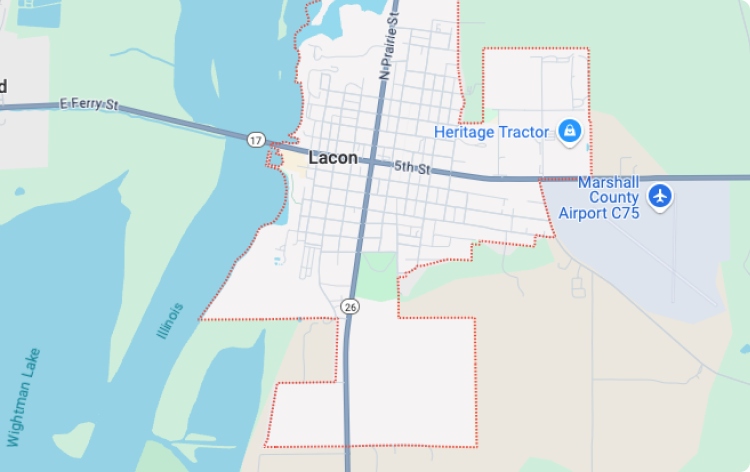 N Prairie St
d
E Ferry St
17
Heritage Tractor
Lacon
5th St
Marshall
County
Airport C75
26
Illinois
Wightman Lake